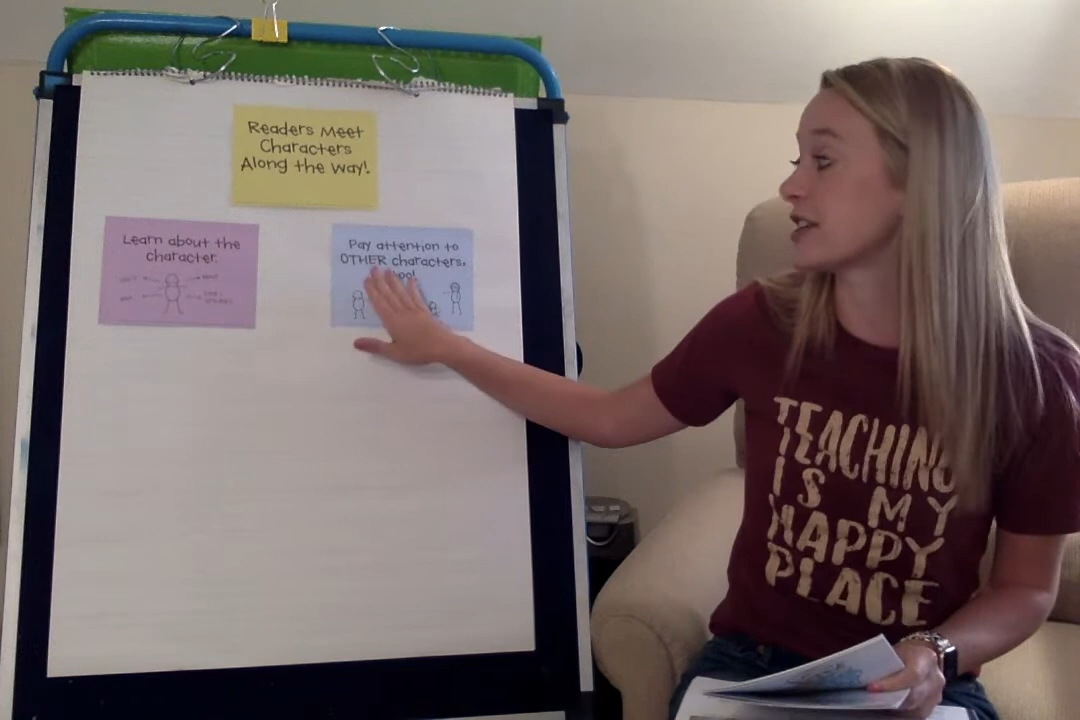 Readers Meet
Characters
Along the Way!
Learn about the
character.
Pay attention to
OTHER characters,
TEACHING
IS MY
HAPPY
PLACE